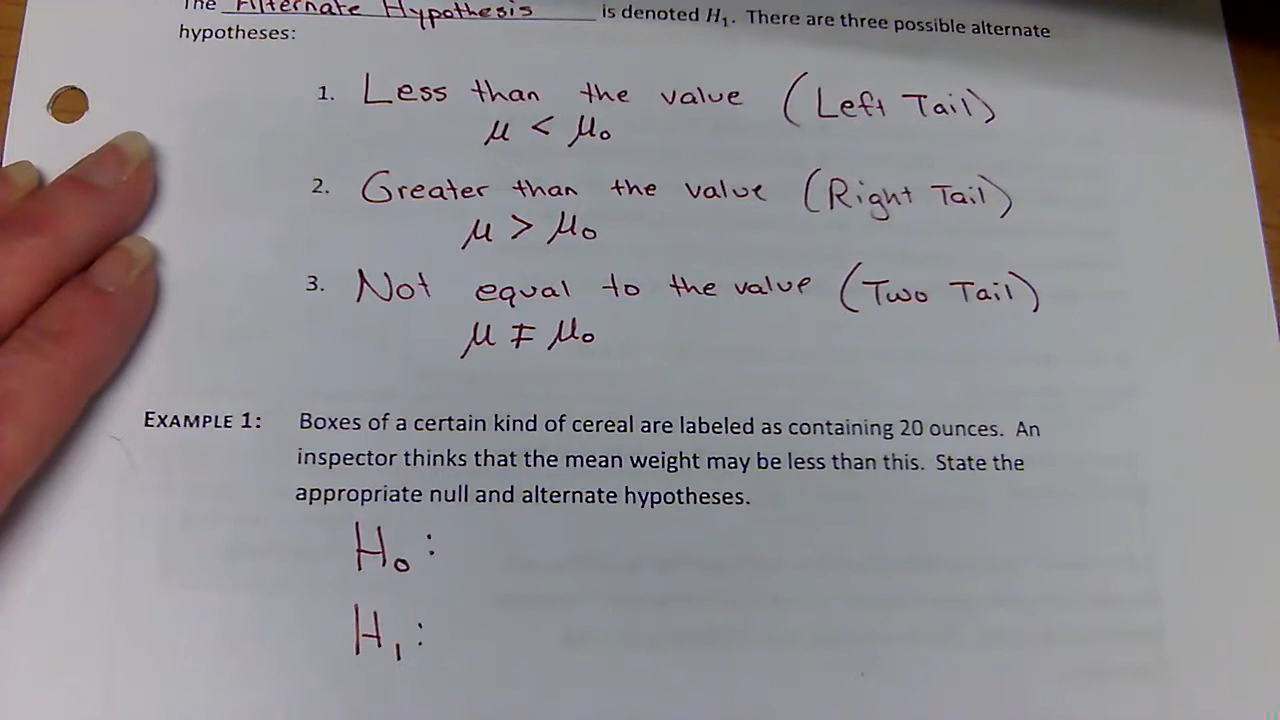 The Alternate Hypothesis is denoted H₁. There are three possible alternate
hypotheses:
1. Less than the value (Left Tail)
μ < μ₀
2. Greater than the value (Right Tail)
μ > μ₀
3. Not equal to the value (Two Tail)
μ ≠ μ₀
EXAMPLE 1: Boxes of a certain kind of cereal are labeled as containing 20 ounces. An
inspector thinks that the mean weight may be less than this. State the
appropriate null and alternate hypotheses.
H₀:
H₁: